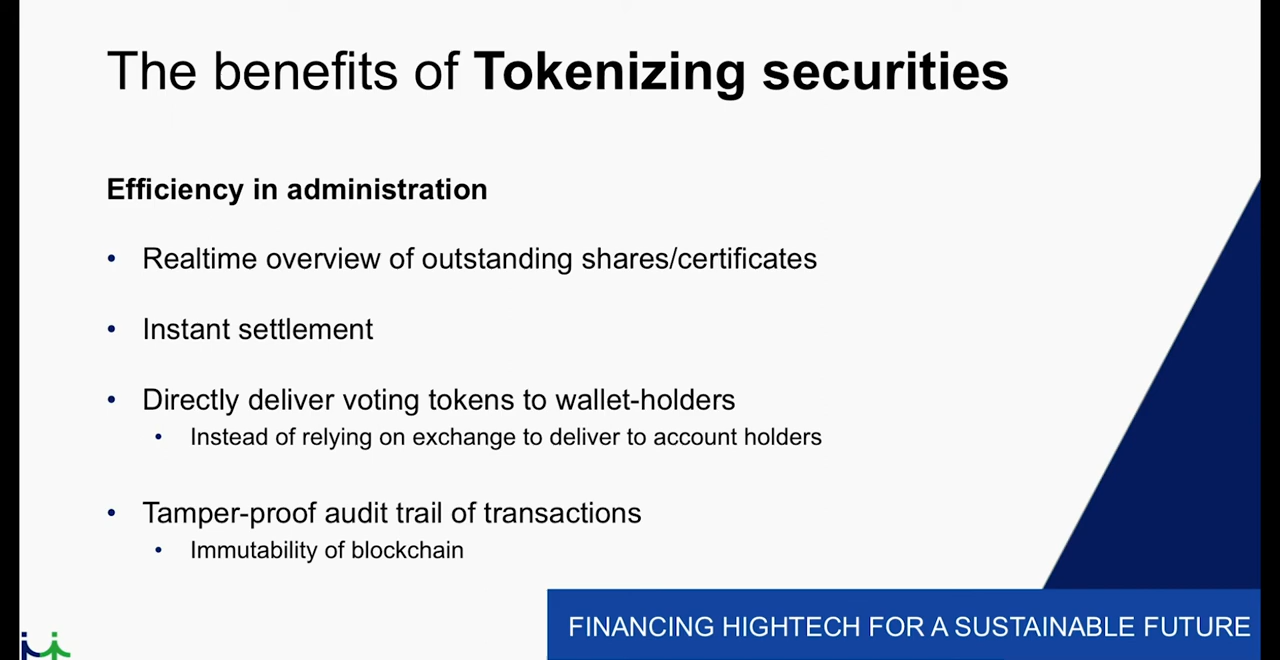 The benefits of Tokenizing securities
Efficiency in administration
• Realtime overview of outstanding shares/certificates
• Instant settlement
• Directly deliver voting tokens to wallet-holders
• Instead of relying on exchange to deliver to account holders
• Tamper-proof audit trail of transactions
• Immutability of blockchain
FINANCING HIGHTECH FOR A SUSTAINABLE FUTURE